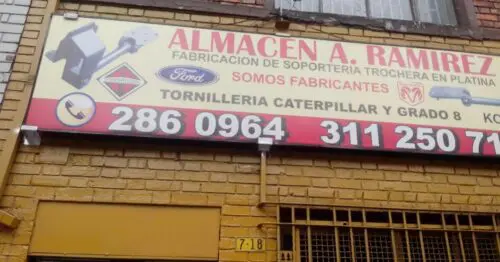 ALMACEN A. RAMIREZ
FABRICACION DE SOPORTERIA TROCHERA EN PLATINA
Ford
SOMOS FABRICANTES
TORNILLERIA CATERPILLAR Y GRADO 8
286 0964 311 250 71
7-18